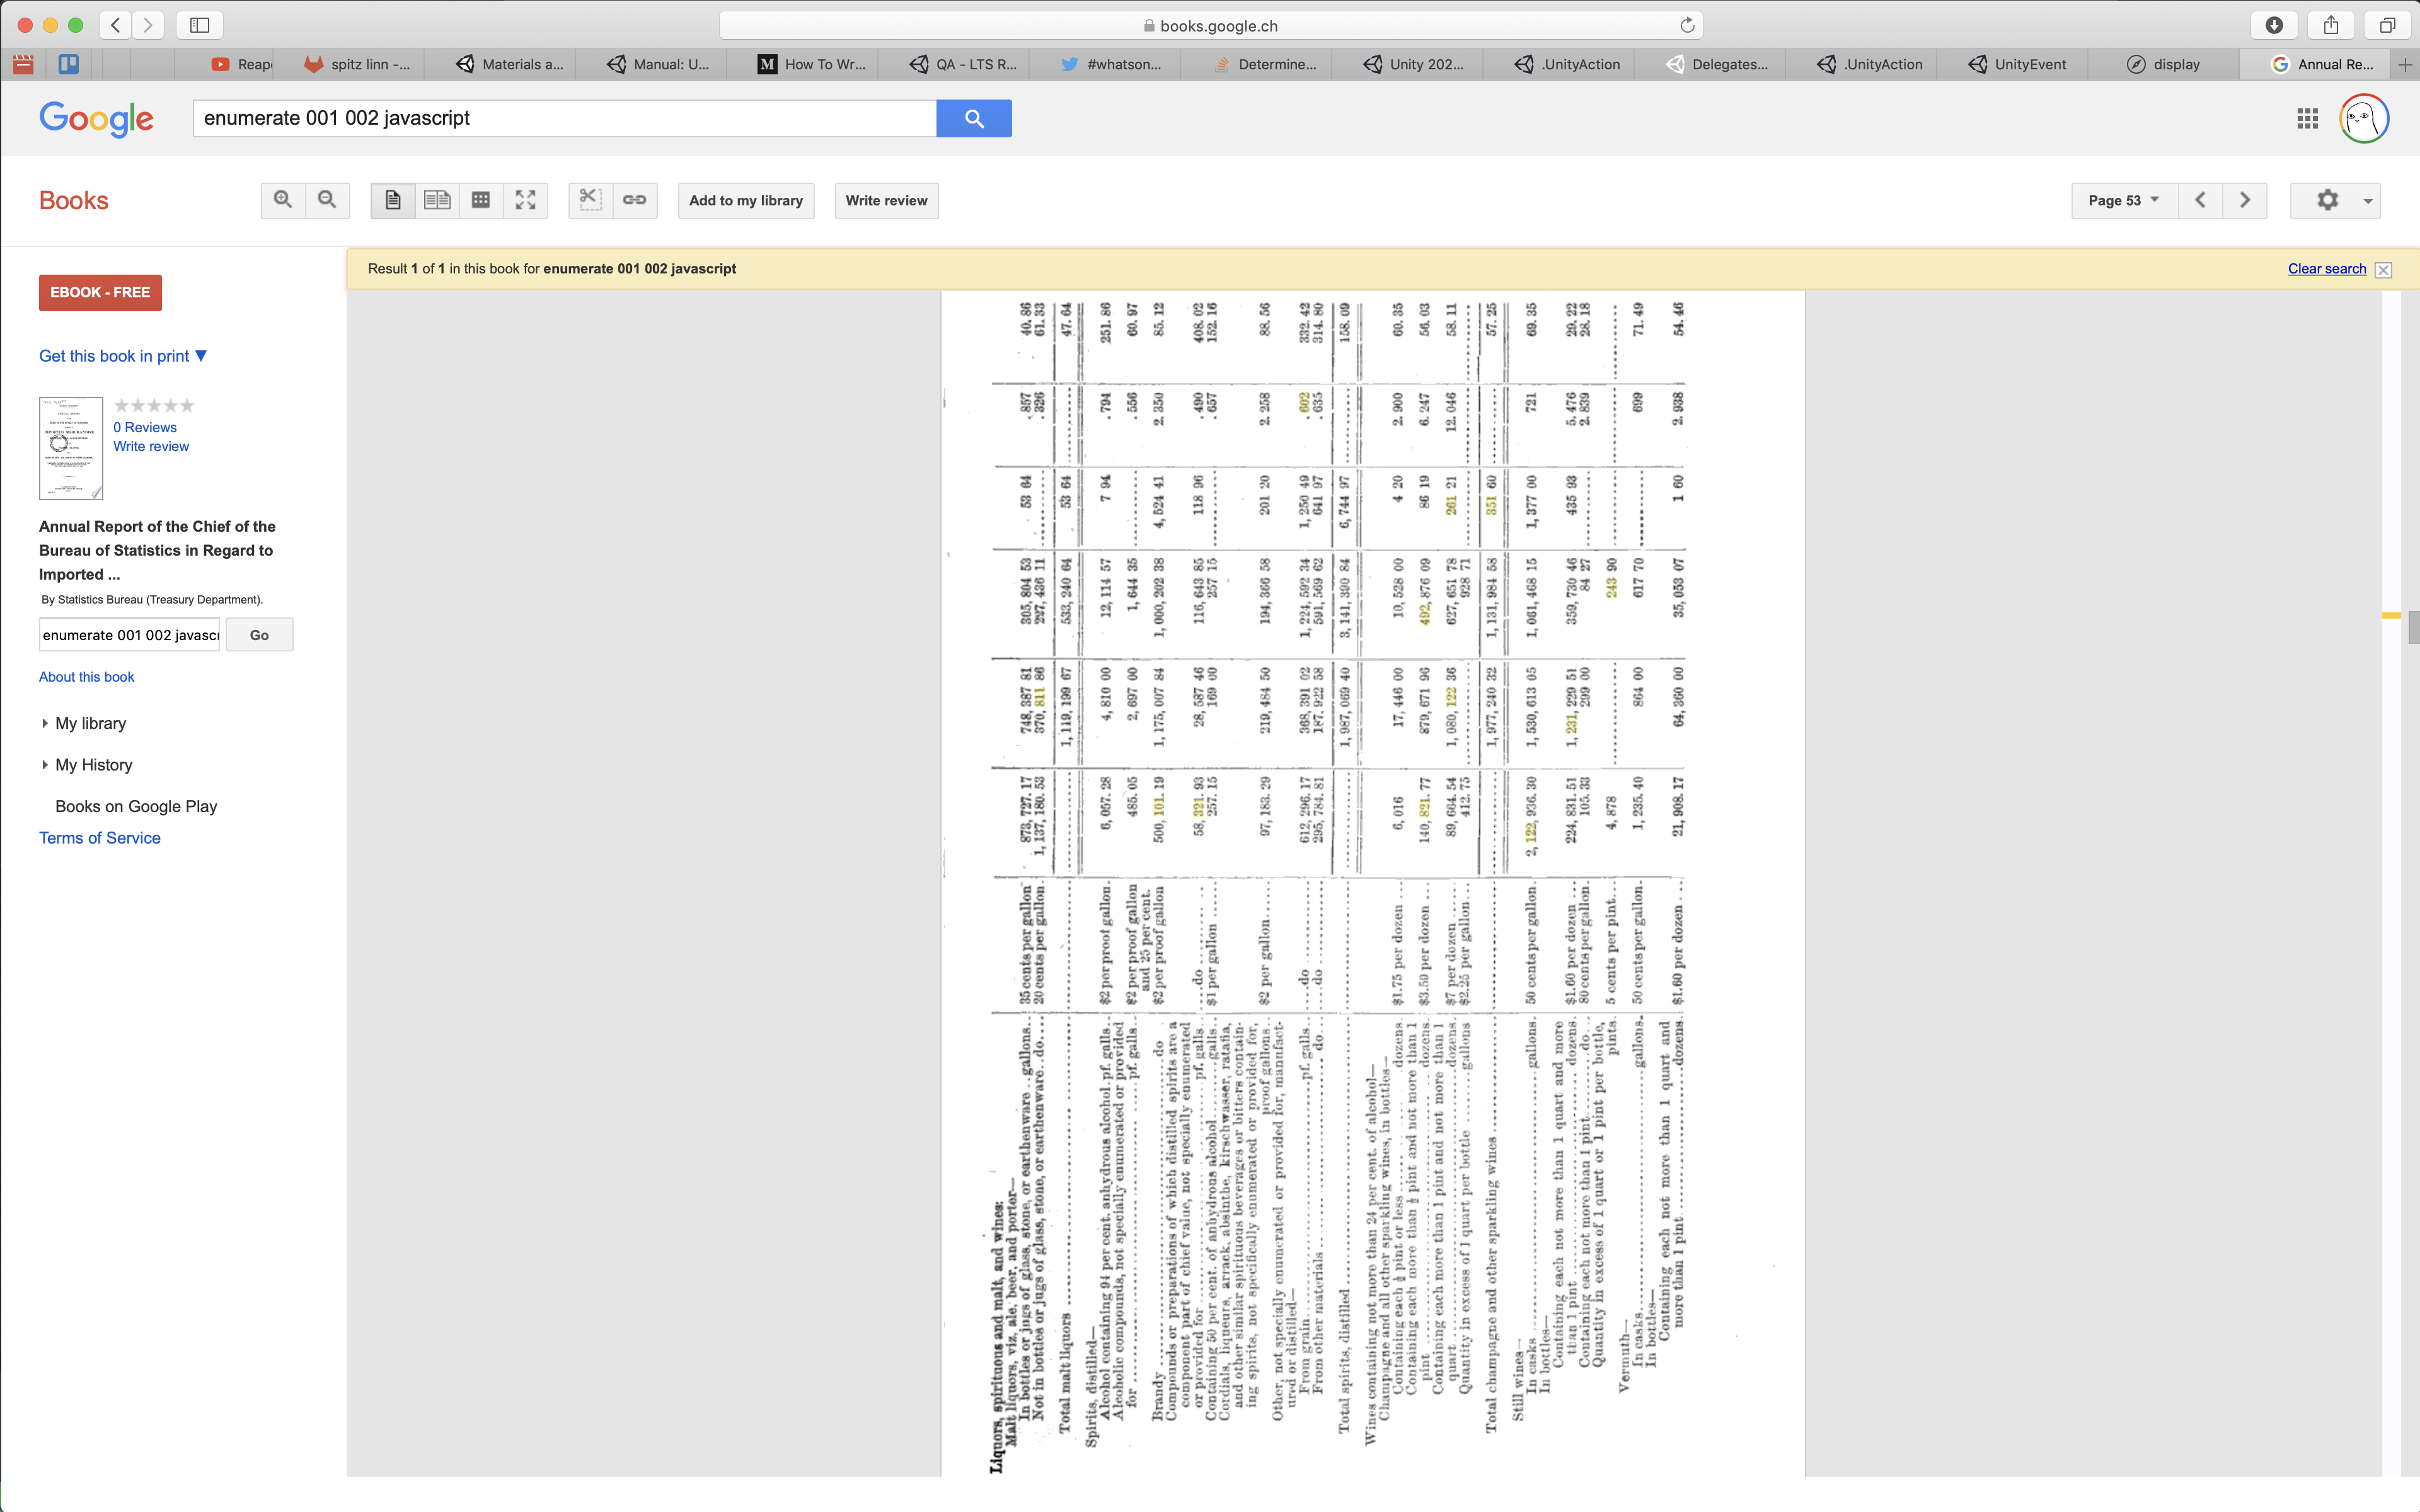 books.google.ch
Reape
spitz linn -...
Materials a...
Manual: U...
How To Wr...
QA - LTS R...
#whatson...
Determine...
Unity 202...
.UnityAction
Delegates...
.UnityAction
UnityEvent
display
Annual Re...
Google
enumerate 001 002 javascript
Books
Add to my library
Write review
Page 53
Result 1 of 1 in this book for enumerate 001 002 javascript
Clear search
EBOOK - FREE
Get this book in print ▼
0 Reviews
Write review
Annual Report of the Chief of the
Bureau of Statistics in Regard to
Imported ...
By Statistics Bureau (Treasury Department).
enumerate 001 002 javascr
Go
About this book
My library
My History
Books on Google Play
Terms of Service
Liquors, spirituous and malt, and wines:
Malt liquors, viz, ale, beer, and porter—
In bottles or jugs of glass, stone, or earthenware..gallons.. 35 cents per gallon 873,727.17 748,387 81 305,804 53 53 64 .857 40.86
Not in bottles or jugs of glass, stone, or earthenware..do.... 20 cents per gallon. 1,137,180.53 370,811 86 227,436 11 .......... .326 61.33
Total malt liquors .......... 1,119,199 67 533,240 64 53 64 .......... 47.64
Spirits, distilled—
Alcohol containing 94 per cent. anhydrous alcohol.pf. galls.. $2 per proof gallon. 6,057.28 4,810 00 12,114 57 7 94 .794 251.86
Alcoholic compounds, not specially enumerated or provided
for .......... pf. galls.. $2 per proof gallon and 25 per cent. 485.05 2,697 00 1,644 35 .......... .556 60.97
Brandy ..........do $2 per proof gallon 500,101.19 1,175,007 84 1,000,202 38 4,524 41 2.350 85.12
Compounds or preparations of which distilled spirits are a
component part of chief value, not specially enumerated
or provided for ..........pf. galls.. ..do ...... 58,321.93 28,587 46 116,643 85 118 96 .490 408.02
Containing 50 per cent. of anhydrous alcohol..........galls.. $1 per gallon ..... 257.15 169 00 257 15 .......... .657 152.16
Cordials, liqueurs, arrack, absinthe, kirschwasser, ratafia,
and other similar spirituous beverages or bitters contain-
ing spirits, not specifically enumerated or provided for,
proof gallons.. $2 per gallon...... 97,183.29 219,484 50 194,366 58 201 20 2.258 88.56
Other, not specially enumerated or provided for, manufact-
ured or distilled—
From grain..........pf. galls.. ..do .......... 612,296.17 368,391 02 1,224,592 34 1,250 49 .602 332.42
From other materials ..........do... ..do .......... 295,784.81 187,922 58 591,569 62 641 97 .635 314.80
Total spirits, distilled .......... 1,987,069 40 3,141,390 84 6,744 97 .......... 158.09
Wines containing not more than 24 per cent. of alcohol—
Champagne and all other sparkling wines, in bottles—
Containing each ½ pint or less ..........dozens. $1.75 per dozen ... 6,016 17,446 00 10,528 00 4 20 2.900 60.35
Containing each more than ½ pint and not more than 1
pint ..........dozens. $3.50 per dozen ... 140,821.77 879,671 96 492,876 09 86 19 6.247 56.03
Containing each more than 1 pint and not more than 1
quart ..........dozens. $7 per dozen ...... 89,664.54 1,080,122 36 627,651 78 261 21 12.046 58.11
Quantity in excess of 1 quart per bottle ......gallons $2.25 per gallon... 412.75 .......... 928 71 .......... .......... ..........
Total champagne and other sparkling wines .......... 1,977,240 32 1,131,984 58 351 60 .......... 57.25
Still wines—
In casks ..........gallons. 50 cents per gallon. 2,122,936.30 1,530,613 05 1,061,468 15 1,377 00 721 69.35
In bottles—
Containing each not more than 1 quart and more
than 1 pint ..........dozens. $1.60 per dozen ... 224,831.51 1,231,229 51 359,730 46 435 93 5.476 29.22
Containing each not more than 1 pint......do... 80 cents per gallon. 105.33 299 00 84 27 .......... 2.839 28.18
Quantity in excess of 1 quart or 1 pint per bottle,
pints. 5 cents per pint... 4,878 .......... 243 90 .......... .......... ..........
Vermuth—
In casks..........gallons. 50 cents per gallon. 1,235.40 864 00 617 70 .......... 699 71.49
In bottles—
Containing each not more than 1 quart and
more than 1 pint ..........dozens. $1.60 per dozen ... 21,908.17 64,360 00 35,053 07 1 60 2.938 54.46